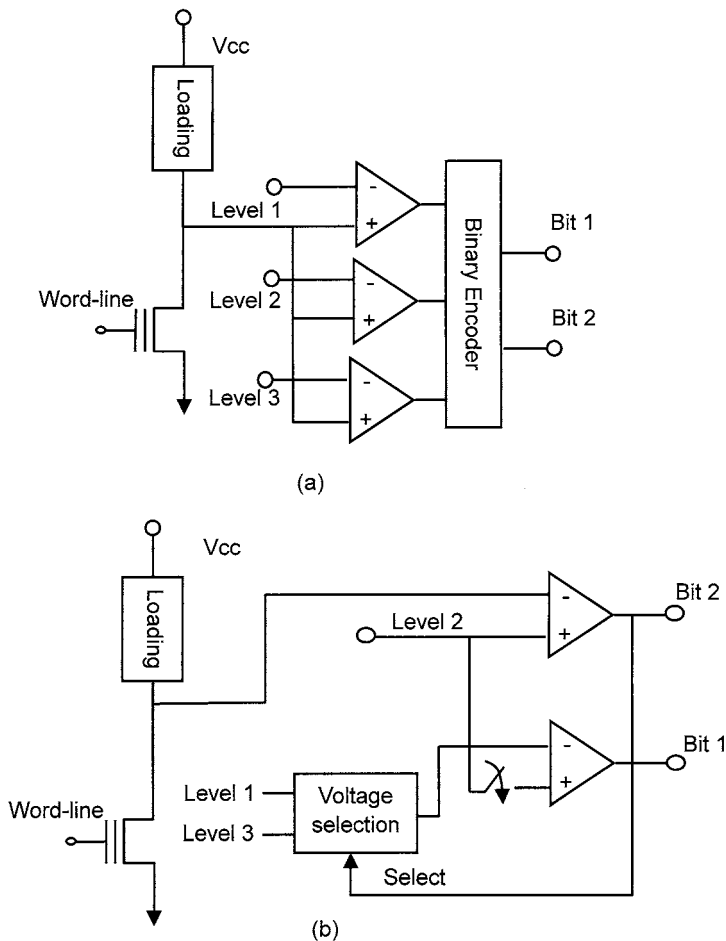 Vcc
Loading
Level 1
-
+
Word-line
Level 2
-
+
Level 3
-
+
Binary Encoder
Bit 1
Bit 2
(a)
Vcc
Loading
Level 2
-
+
Bit 2
-
+
Bit 1
Level 1
Level 3
Voltage
selection
Word-line
Select
(b)